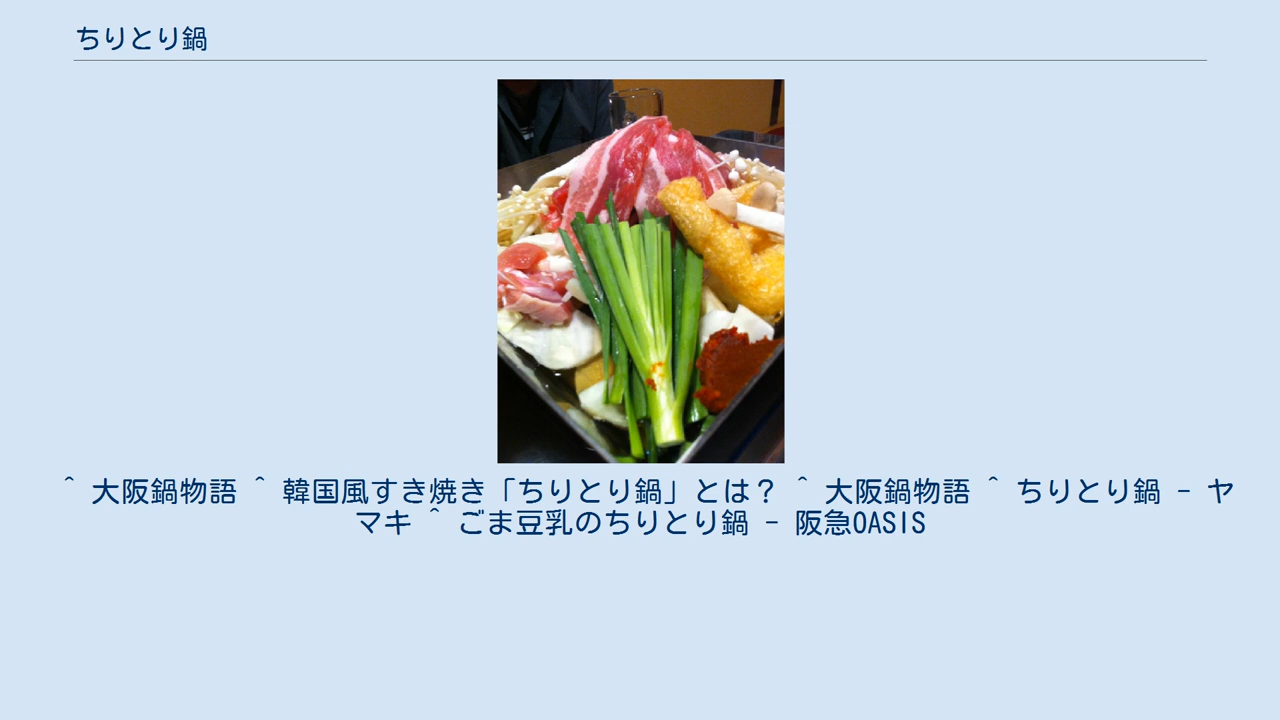 ちりとり鍋
^ 大阪鍋物語 ^ 韓国風すき焼き「ちりとり鍋」とは? ^ 大阪鍋物語 ^ ちりとり鍋 - ヤ
マキ ^ ごま豆乳のちりとり鍋 - 阪急OASIS